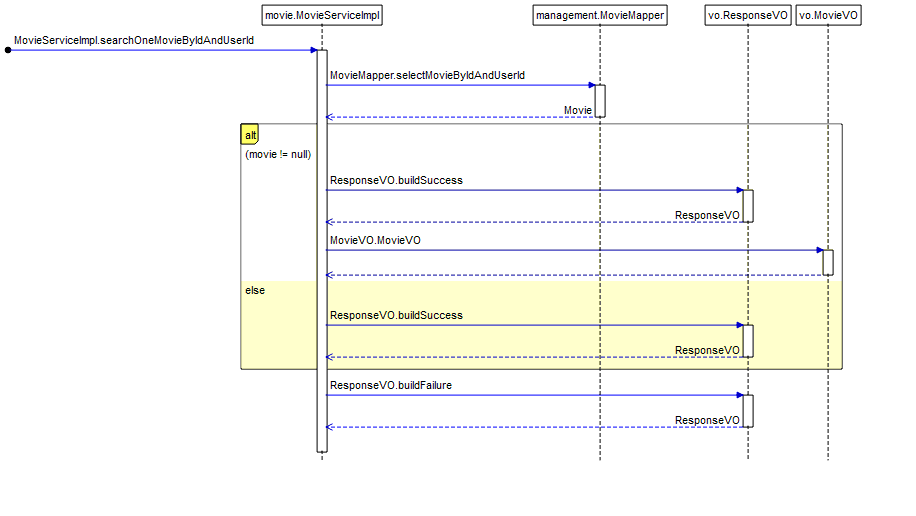 movie.MovieServiceImpl
management.MovieMapper
vo.ResponseVO
vo.MovieVO
MovieServiceImpl.searchOneMovieByIdAndUserId
MovieMapper.selectMovieByIdAndUserId
Movie
alt
(movie != null)
ResponseVO.buildSuccess
ResponseVO
MovieVO.MovieVO
else
ResponseVO.buildSuccess
ResponseVO
ResponseVO.buildFailure
ResponseVO